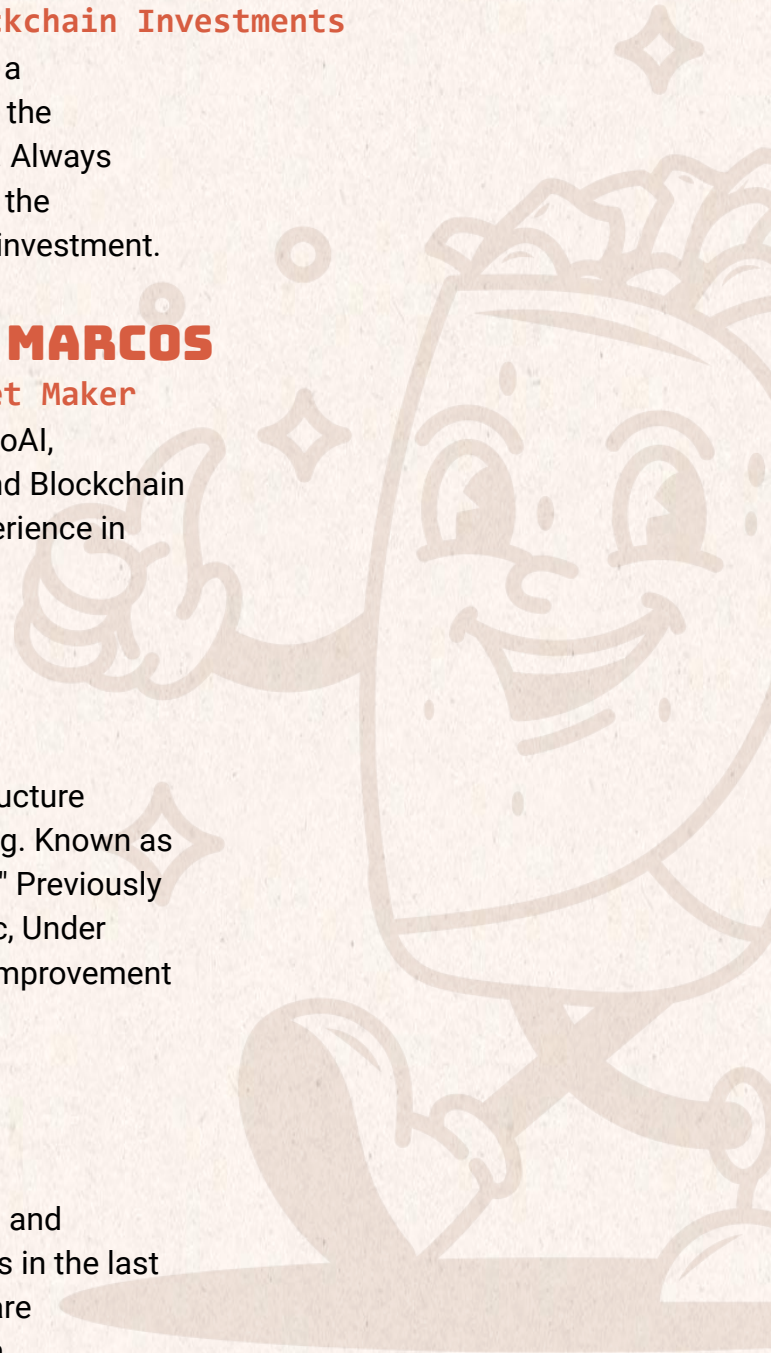 ckchain Investments
a
the
Always
the
investment.
MARCOS
et Maker
oAI,
nd Blockchain
erience in
ucture
g. Known as
" Previously
c, Under
mprovement
and
s in the last
are